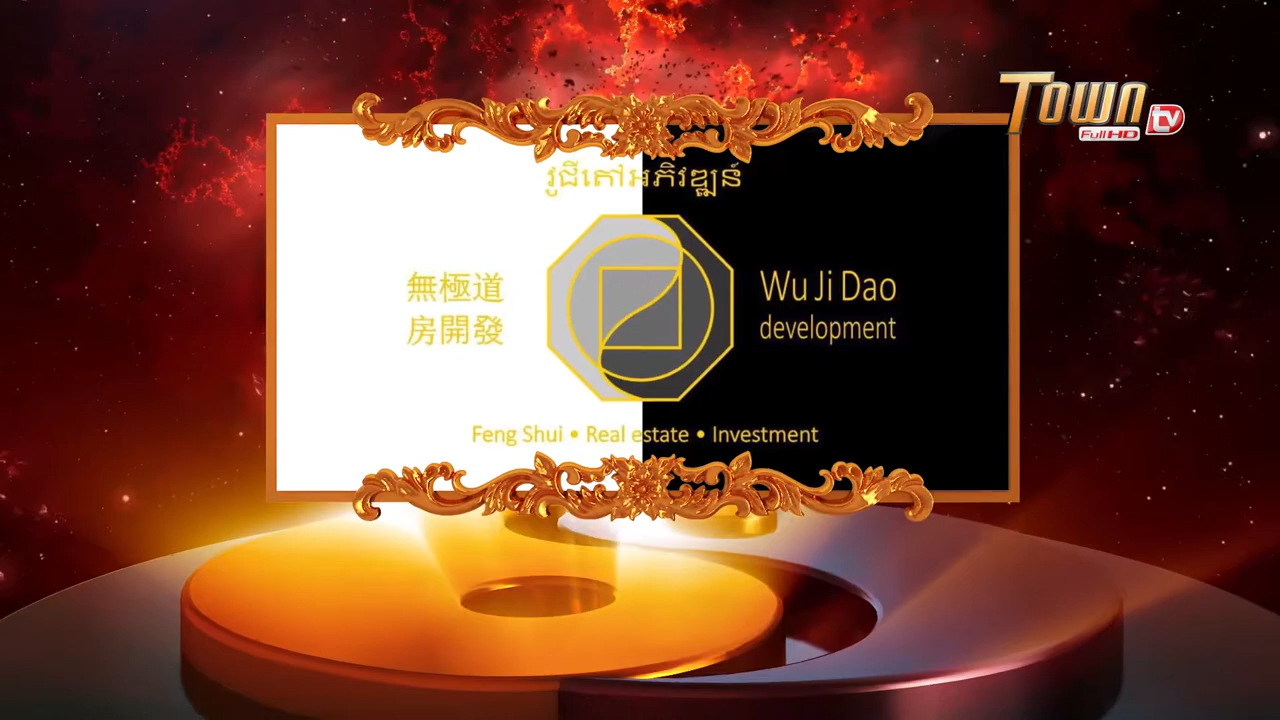 Town tv
Full HD
វូជីតៅអភិវឌ្ឍន៍
無極道
房開發
Wu Ji Dao
development
Feng Shui • Real estate • Investment